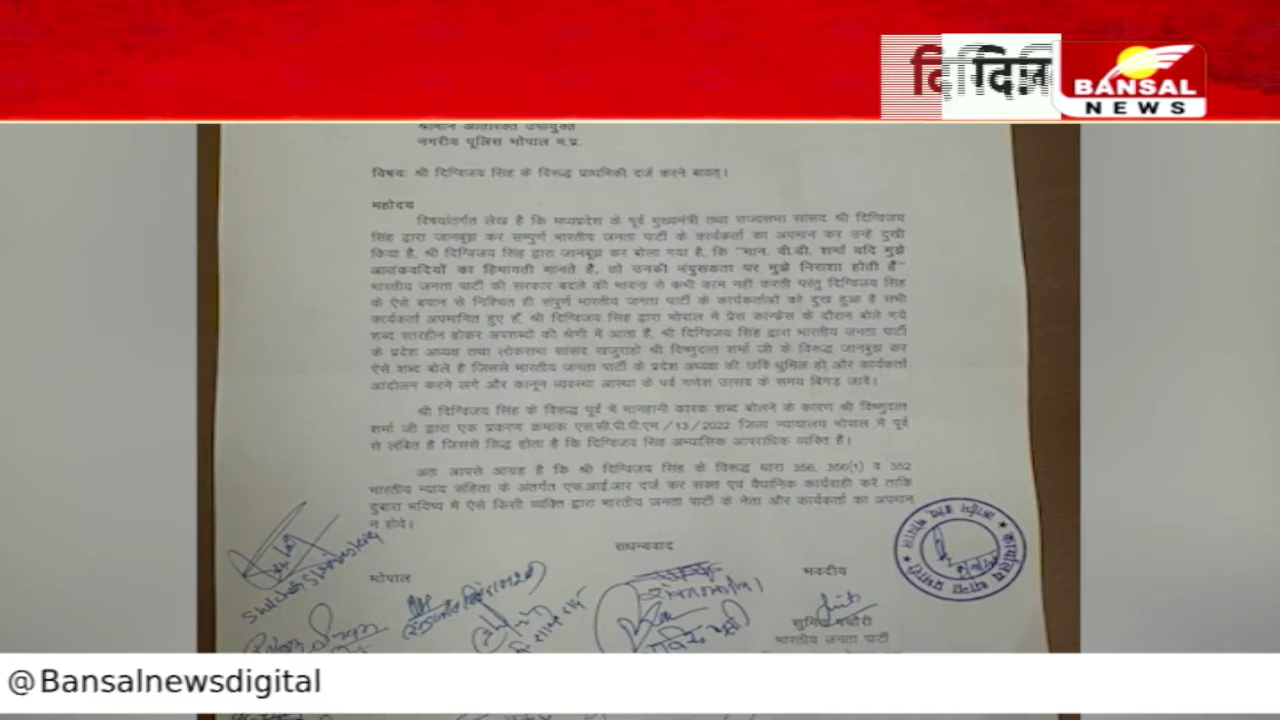 दि दिज
BANSAL
NEWS
श्रीमान अतिरिक्त उपायुक्त
नगरीय पूलिस भोपाल म.प्र.
विषयः श्री दिग्विजय सिंह के विरूद्ध प्राथमिकी दर्ज करने बावत्।
महोदय
विषयांतर्गत लेख है कि मध्यप्रदेश के पूर्व मुख्यमंत्री तथा राज्यसभा सांसद श्री दिग्विजय
सिंह द्वारा जानबुझ कर सम्पुर्ण भारतीय जनता पार्टी के कार्यकर्ता का अपमान कर उन्हे दुखी
किया है, श्री दिग्विजय सिंह द्वारा जानबुझ कर बोला गया है, कि "मान. वी.डी. शर्मा यदि मुझे
आतंकवदियों का हिमायती मानते है, तो उनकी नंपुसकता पर मुझे निराशा होती हैं"
भारतीय जनता पार्टी की सरकार बदले की भावना से कभी काम नहीं करती परंतु दिग्विजय सिंह
के ऐसे बयान से निश्चित ही संपुर्ण भारतीय जनता पार्टी के कार्यकर्ताओं को दुख हुआ है सभी
कार्यकर्ता अपमानित हुए हैं, श्री दिग्विजय सिंह द्वारा भोपाल में प्रेस कांन्फ्रेस के दौरान बोले गये
शब्द स्तरहीन होकर अपशब्दों की श्रेणी में आता हैं, श्री दिग्विजय सिंह द्वारा भारतीय जनता पार्टी
के प्रदेश अध्यक्ष तथा लोकसभा सांसद खजुराहो श्री विष्णुदत्त शर्मा जी के विरूद्ध जानबुझ कर
ऐसे शब्द बोले है जिससे भारतीय जनता पार्टी के प्रदेश अध्यक्ष की छवि धुमिल हो और कार्यकर्ता
आंदोलन करने लगे और कानून व्यवस्था आस्था के पर्व गणेश उत्सव के समय बिगड़ जावें।
श्री दिग्विजय सिंह के विरूद्ध पूर्व में मानहानी कारक शब्द बोलने के कारण श्री विष्णुदत्त
शर्मा जी द्वारा एक प्रकरण क्रमांक एस.सी.पी.पी.एम./13/2022 जिला न्यायालय भोपाल में पूर्व
से लंबित हैं जिससे सिद्ध होता है कि दिग्विजय सिंह अभ्यासिक आपराधिक व्यक्ति हैं।
अतः आपसे आग्रह है कि श्री दिग्विजय सिंह के विरूद्ध धारा 356, 356(1) व 352
भारतीय न्याय संहिता के अंतर्गत एफ.आई.आर दर्ज कर सख्त एवं वैधानिक कार्यवाही करें ताकि
दुबारा भविष्य में ऐसे किसी व्यक्ति द्वारा भारतीय जनता पार्टी के नेता और कार्यकर्ता का अपमान
न होवे।
सधन्यवाद
भोपाल
भवदीय
सुमित पचौरी
भारतीय जनता पार्टी
@Bansalnewsdigital